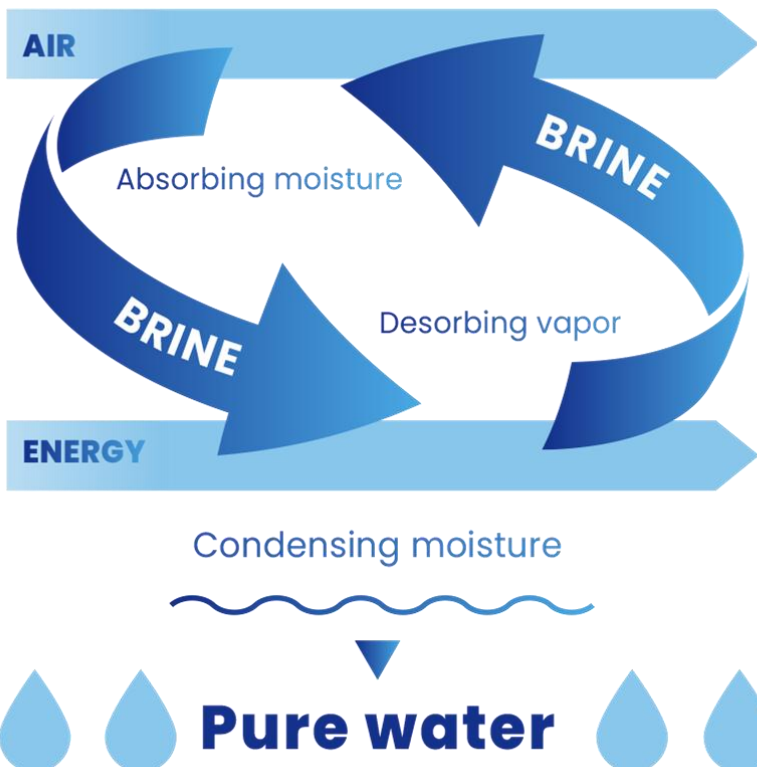 AIR
BRINE
Absorbing moisture
Desorbing vapor
BRINE
ENERGY
Condensing moisture
Pure water